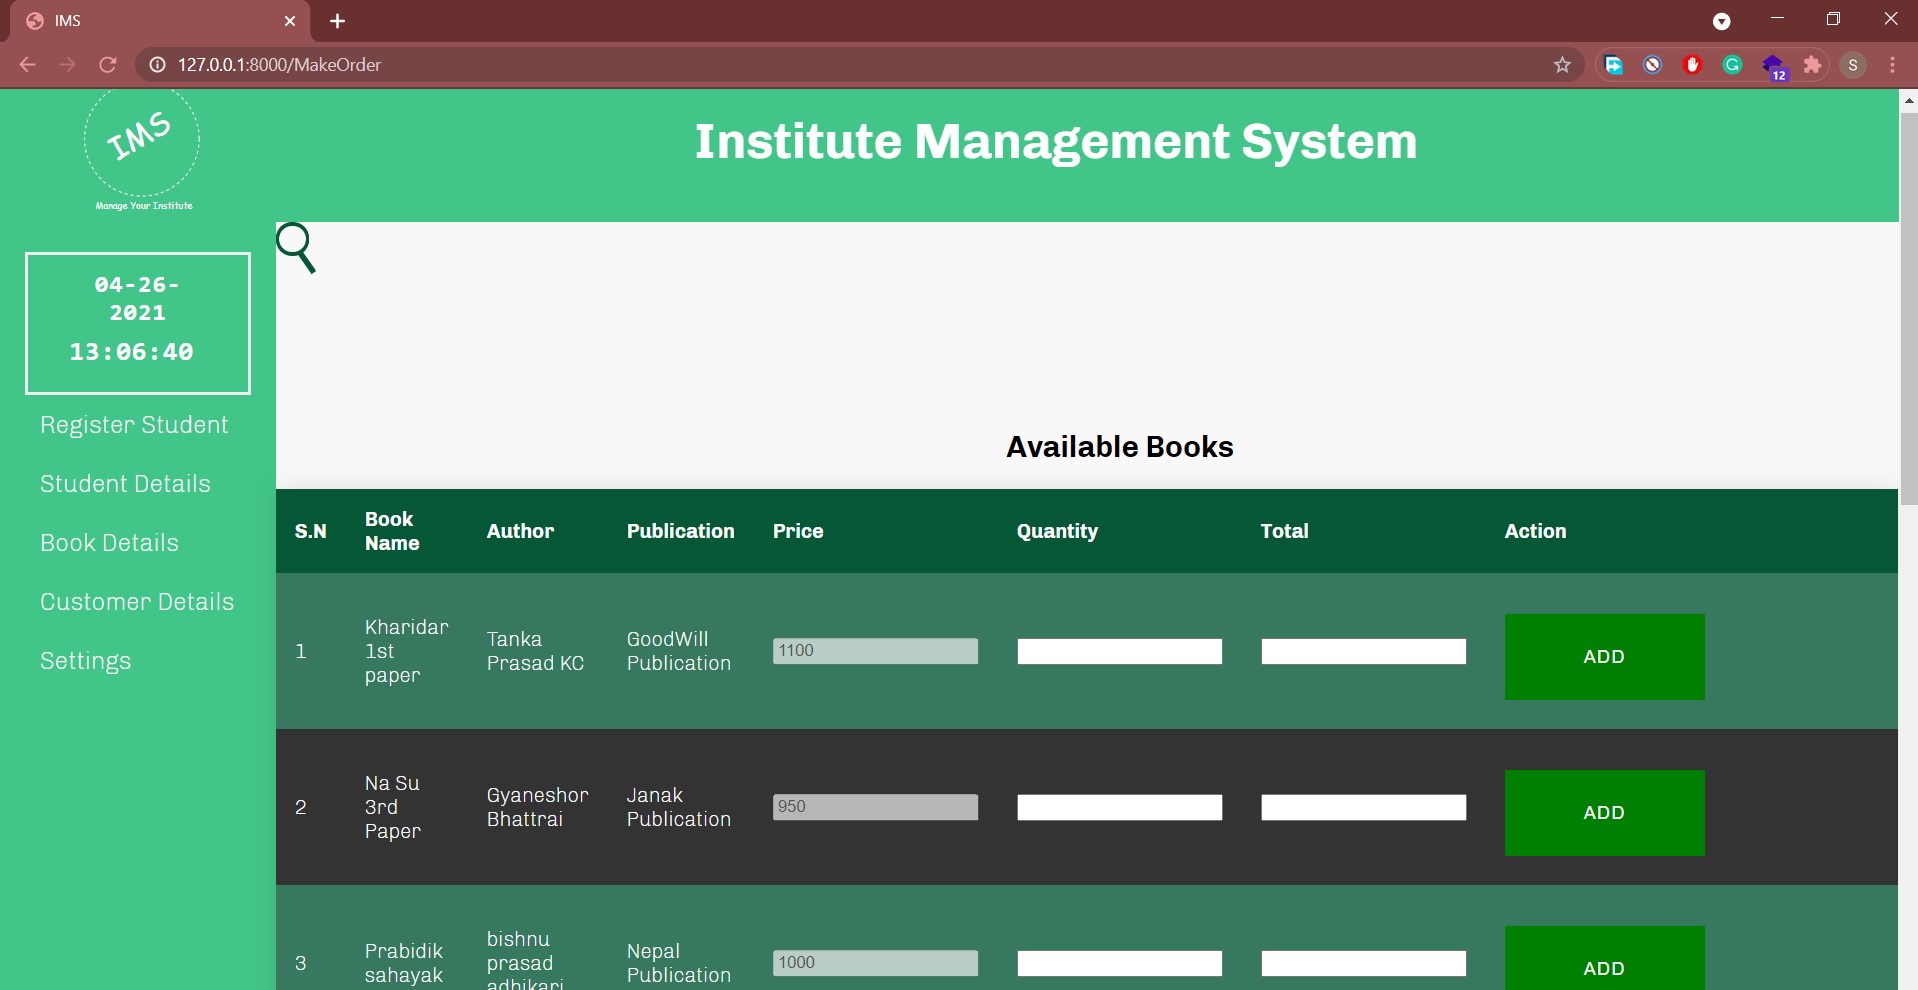 IMS
127.0.0.1:8000/MakeOrder
12
S
IMS
Manage Your Institute
Institute Management System
04-26-
2021
13:06:40
Register Student
Student Details
Book Details
Customer Details
Settings
Available Books
S.N Book Name Author Publication Price Quantity Total Action
1 Kharidar 1st paper Tanka Prasad KC GoodWill Publication 1100 ADD
2 Na Su 3rd Paper Gyaneshor Bhattrai Janak Publication 950 ADD
3 Prabidik sahayak bishnu prasad adhikari Nepal Publication 1000 ADD